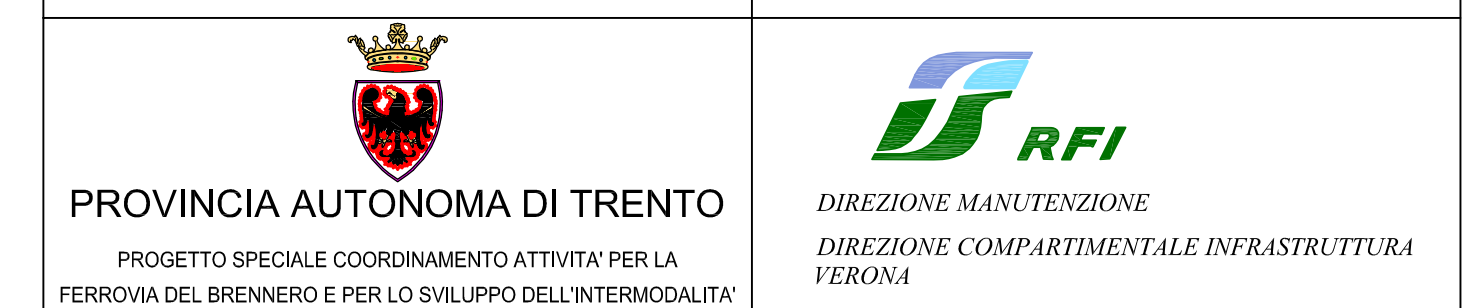 PROVINCIA AUTONOMA DI TRENTO
PROGETTO SPECIALE COORDINAMENTO ATTIVITA' PER LA
FERROVIA DEL BRENNERO E PER LO SVILUPPO DELL'INTERMODALITA'
RFI
DIREZIONE MANUTENZIONE
DIREZIONE COMPARTIMENTALE INFRASTRUTTURA
VERONA